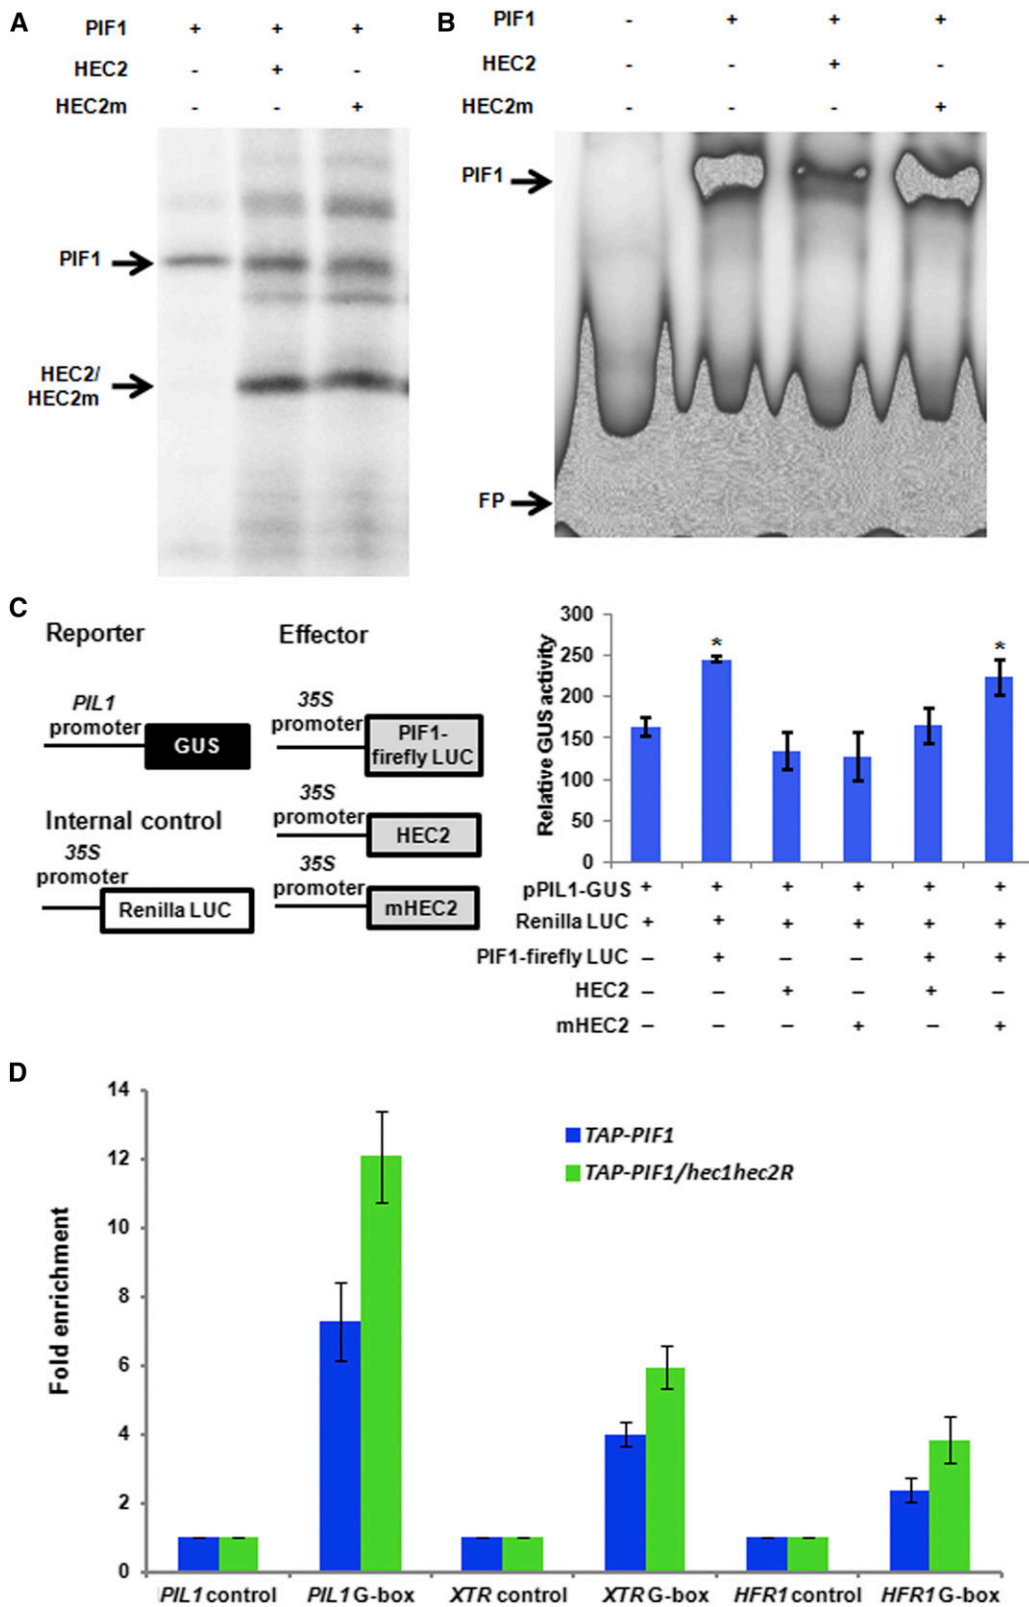 A
PIF1 + + +
HEC2 - + -
HEC2m - - +
PIF1
HEC2/
HEC2m
B
PIF1 - + + +
HEC2 - - + -
HEC2m - - - +
PIF1
FP
C
Reporter
PIL1
promoter
GUS
Internal control
35S
promoter
Renilla LUC
Effector
35S
promoter
PIF1-
firefly LUC
35S
promoter
HEC2
35S
promoter
mHEC2
Relative GUS activity
300
250
200
150
100
50
0
* *
pPIL1-GUS + + + + + +
Renilla LUC + + + + + +
PIF1-firefly LUC – + – – + +
HEC2 – – + – + –
mHEC2 – – – + – +
D
Fold enrichment
14
12
10
8
6
4
2
0
TAP-PIF1
TAP-PIF1/hec1hec2R
PIL1 control PIL1 G-box XTR control XTR G-box HFR1 control HFR1 G-box